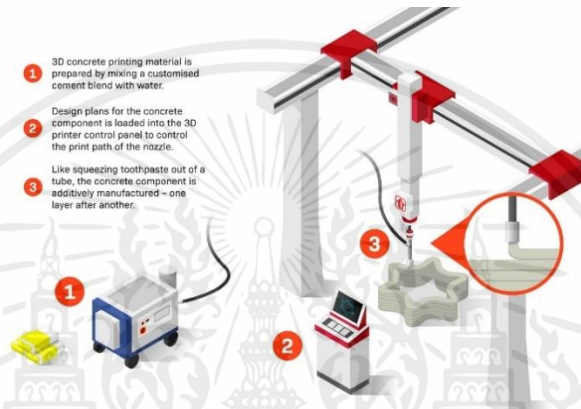 1
3D concrete printing material is
prepared by mixing a customised
cement blend with water.
2
Design plans for the concrete
component is loaded into the 3D
printer control panel to control
the print path of the nozzle.
3
Like squeezing toothpaste out of a
tube, the concrete component is
additively manufactured – one
layer after another.
3
1
2